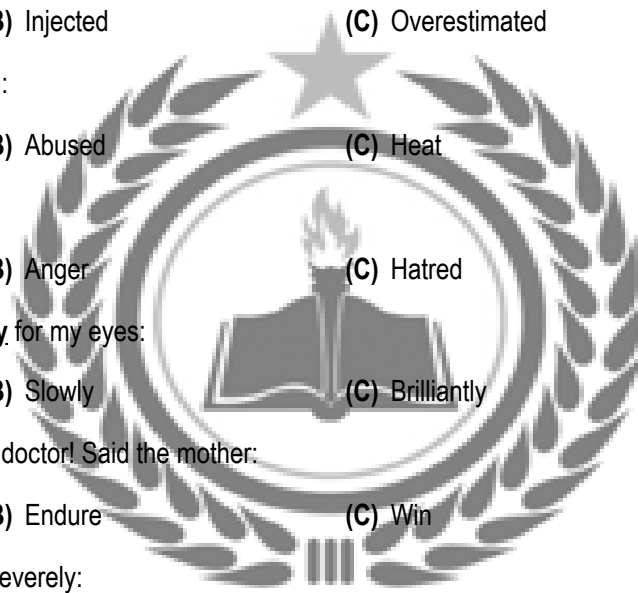 B) Injected (C) Overestimated
:
B) Abused (C) Heat
B) Anger (C) Hatred
y for my eyes:
B) Slowly (C) Brilliantly
doctor! Said the mother:
B) Endure (C) Win
everely: